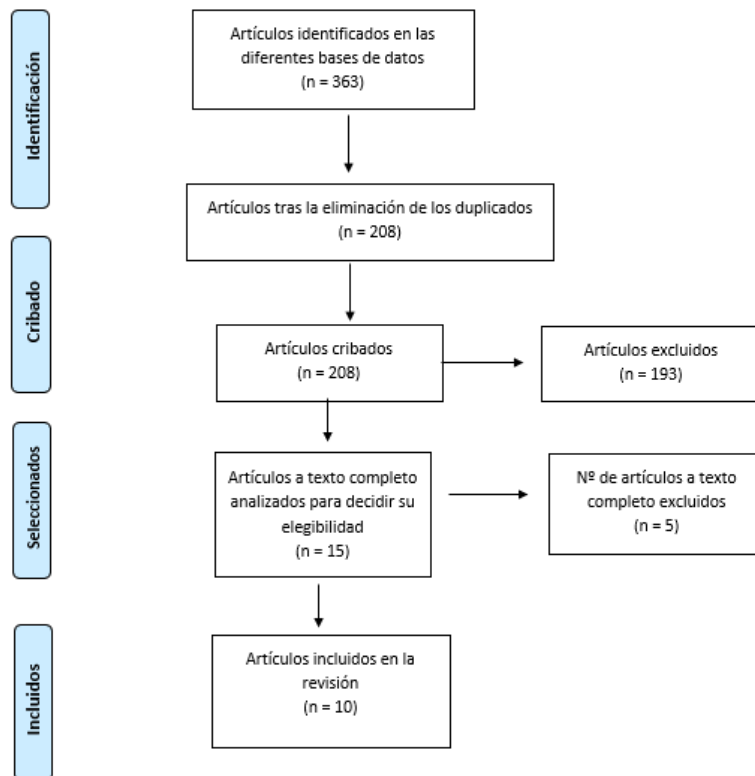 Identificación
Artículos identificados en las
diferentes bases de datos
(n = 363)
Artículos tras la eliminación de los duplicados
(n = 208)
Cribado
Artículos cribados
(n = 208)
Artículos excluidos
(n = 193)
Seleccionados
Artículos a texto completo
analizados para decidir su
elegibilidad
(n = 15)
Nº de artículos a texto
completo excluidos
(n = 5)
Incluidos
Artículos incluidos en la
revisión
(n = 10)